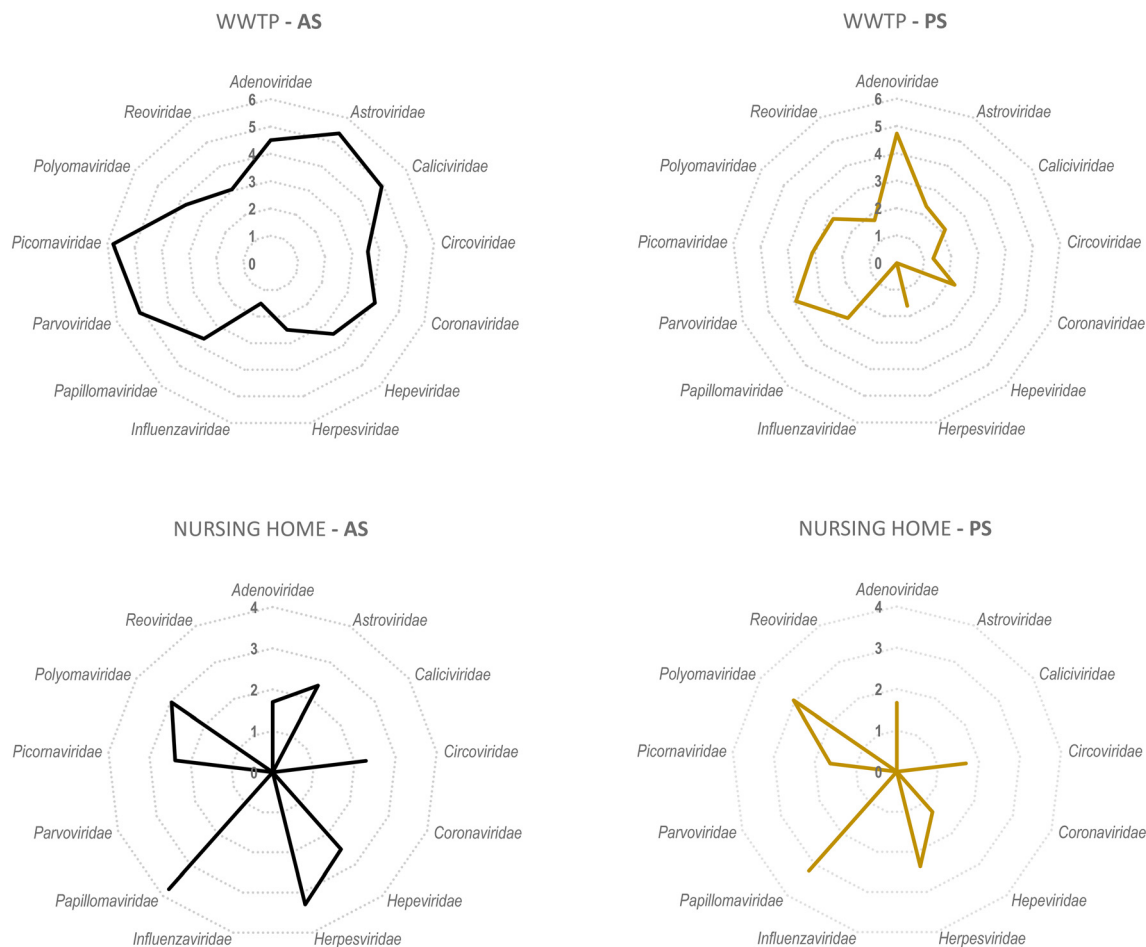 WWTP - AS
Adenoviridae
Astroviridae
Caliciviridae
Circoviridae
Coronaviridae
Hepeviridae
Herpesviridae
Influenzaviridae
Papillomaviridae
Parvoviridae
Picornaviridae
Polyomaviridae
Reoviridae
6
5
4
3
2
1
0
WWTP - PS
Adenoviridae
Astroviridae
Caliciviridae
Circoviridae
Coronaviridae
Hepeviridae
Herpesviridae
Influenzaviridae
Papillomaviridae
Parvoviridae
Picornaviridae
Polyomaviridae
Reoviridae
6
5
4
3
2
1
0
NURSING HOME - AS
Adenoviridae
Astroviridae
Caliciviridae
Circoviridae
Coronaviridae
Hepeviridae
Herpesviridae
Influenzaviridae
Papillomaviridae
Parvoviridae
Picornaviridae
Polyomaviridae
Reoviridae
4
3
2
1
0
NURSING HOME - PS
Adenoviridae
Astroviridae
Caliciviridae
Circoviridae
Coronaviridae
Hepeviridae
Herpesviridae
Influenzaviridae
Papillomaviridae
Parvoviridae
Picornaviridae
Polyomaviridae
Reoviridae
4
3
2
1
0